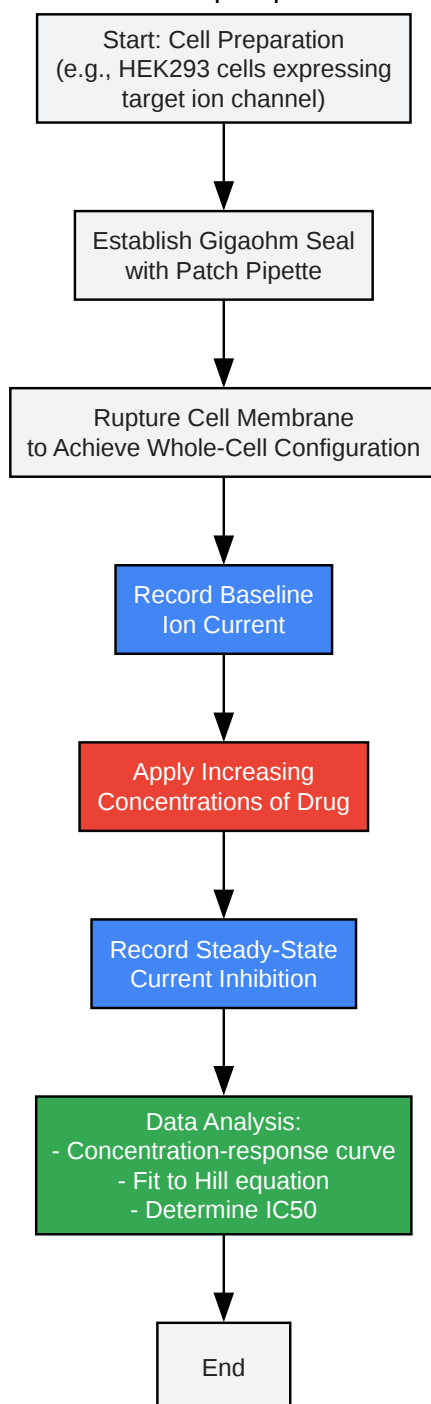 Start: Cell Preparation
(e.g., HEK293 cells expressing
target ion channel)
Establish Gigaohm Seal
with Patch Pipette
Rupture Cell Membrane
to Achieve Whole-Cell Configuration
Record Baseline
Ion Current
Apply Increasing
Concentrations of Drug
Record Steady-State
Current Inhibition
Data Analysis:
- Concentration-response curve
- Fit to Hill equation
- Determine IC50
End